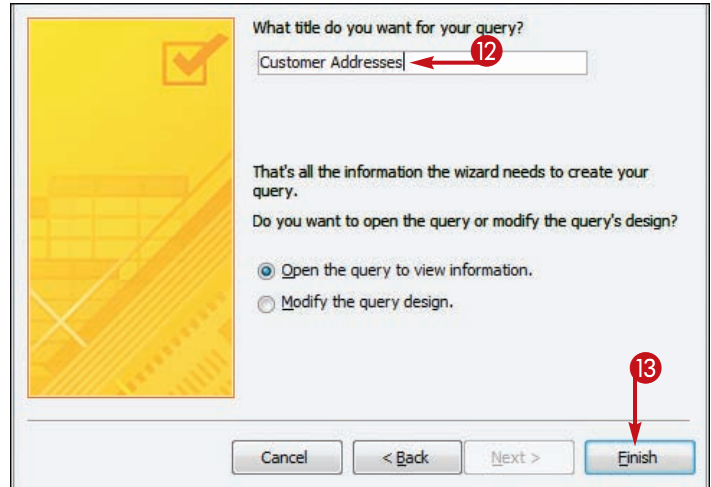 What title do you want for your query?
Customer Addresses
12
That's all the information the wizard needs to create your
query.
Do you want to open the query or modify the query's design?
Open the query to view information.
Modify the query design.
13
Cancel
< Back
Next >
Finish